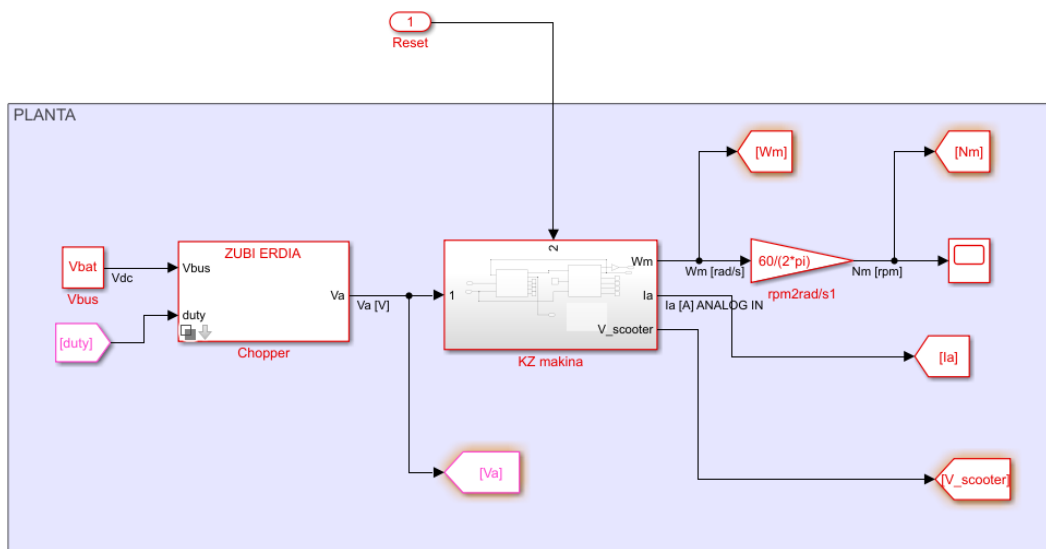 1
Reset
PLANTA
[Wm]
[Nm]
ZUBI ERDIA
Vbat
Vdc
Vbus
Vbus
duty
Va
Va [V]
Chopper
[duty]
2
1
Wm
Ia
V_scooter
KZ makina
Wm [rad/s]
60/(2*pi)
rpm2rad/s1
Nm [rpm]
Ia [A] ANALOG IN
[Ia]
[Va]
[V_scooter]